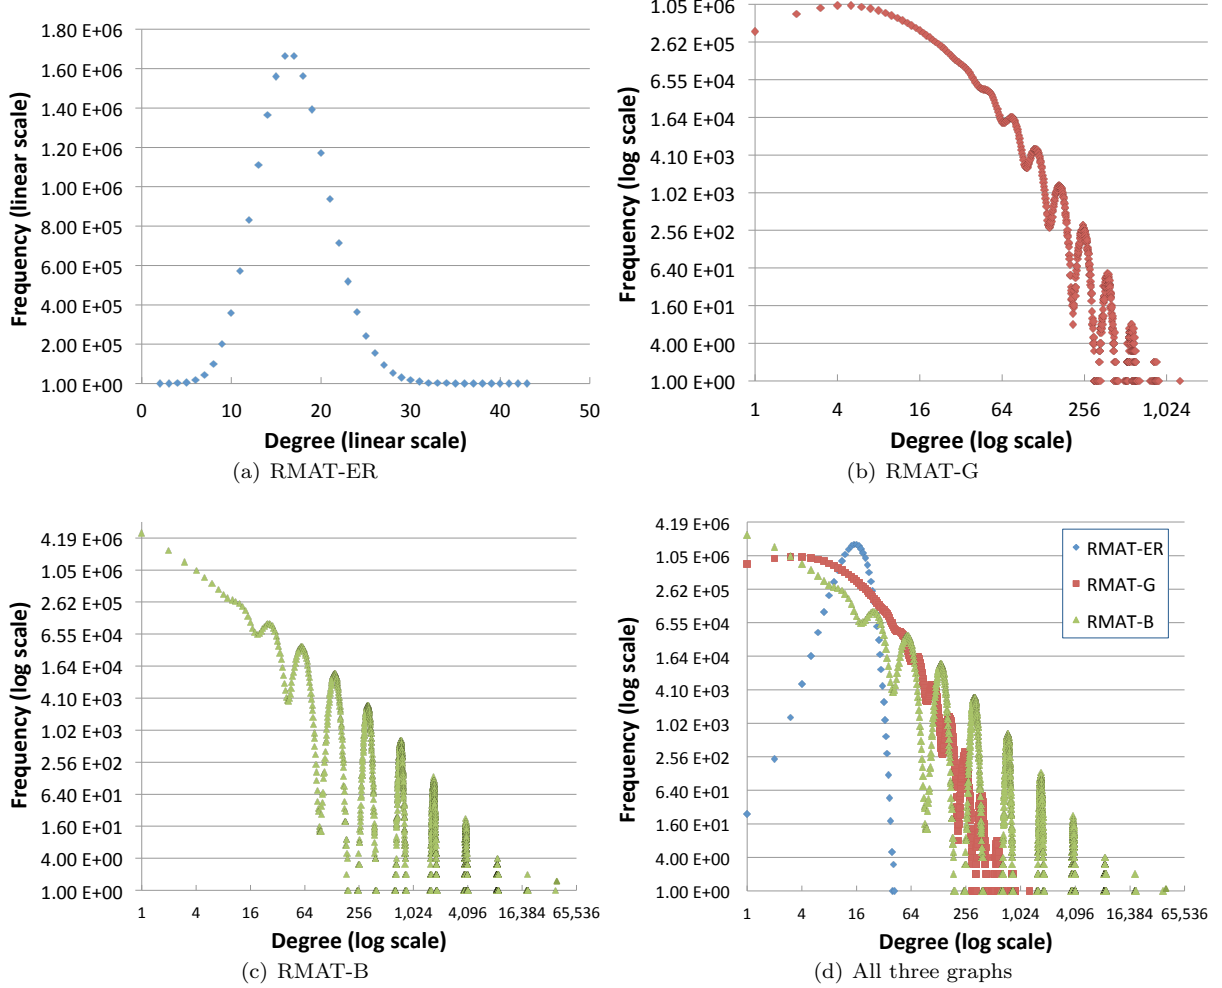 1.80 E+06
1.60 E+06
1.40 E+06
1.20 E+06
1.00 E+06
8.00 E+05
6.00 E+05
4.00 E+05
2.00 E+05
1.00 E+00
Frequency (linear scale)
0 10 20 30 40 50
Degree (linear scale)
(a) RMAT-ER
1.05 E+06
2.62 E+05
6.55 E+04
1.64 E+04
4.10 E+03
1.02 E+03
2.56 E+02
6.40 E+01
1.60 E+01
4.00 E+00
1.00 E+00
Frequency (log scale)
1 4 16 64 256 1,024
Degree (log scale)
(b) RMAT-G
4.19 E+06
1.05 E+06
2.62 E+05
6.55 E+04
1.64 E+04
4.10 E+03
1.02 E+03
2.56 E+02
6.40 E+01
1.60 E+01
4.00 E+00
1.00 E+00
Frequency (log scale)
1 4 16 64 256 1,024 4,096 16,384 65,536
Degree (log scale)
(c) RMAT-B
4.19 E+06
1.05 E+06
2.62 E+05
6.55 E+04
1.64 E+04
4.10 E+03
1.02 E+03
2.56 E+02
6.40 E+01
1.60 E+01
4.00 E+00
1.00 E+00
Frequency (log scale)
RMAT-ER
RMAT-G
RMAT-B
1 4 16 64 256 1,024 4,096 16,384 65,536
Degree (log scale)
(d) All three graphs